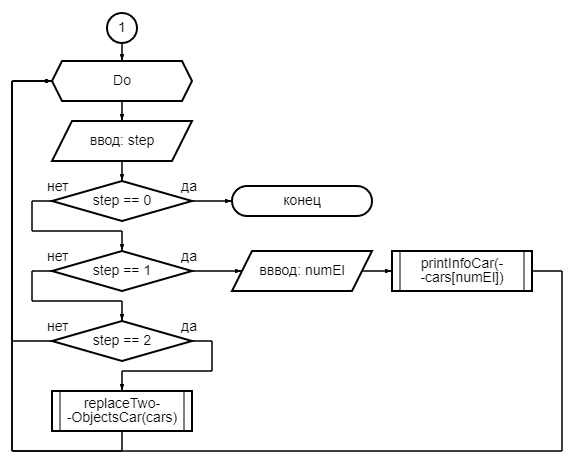 1
Do
ввод: step
нет
step == 0
да
конец
нет
step == 1
да
вввод: numEl
printInfoCar(-
-cars[numEl])
нет
step == 2
да
replaceTwo-
-ObjectsCar(cars)